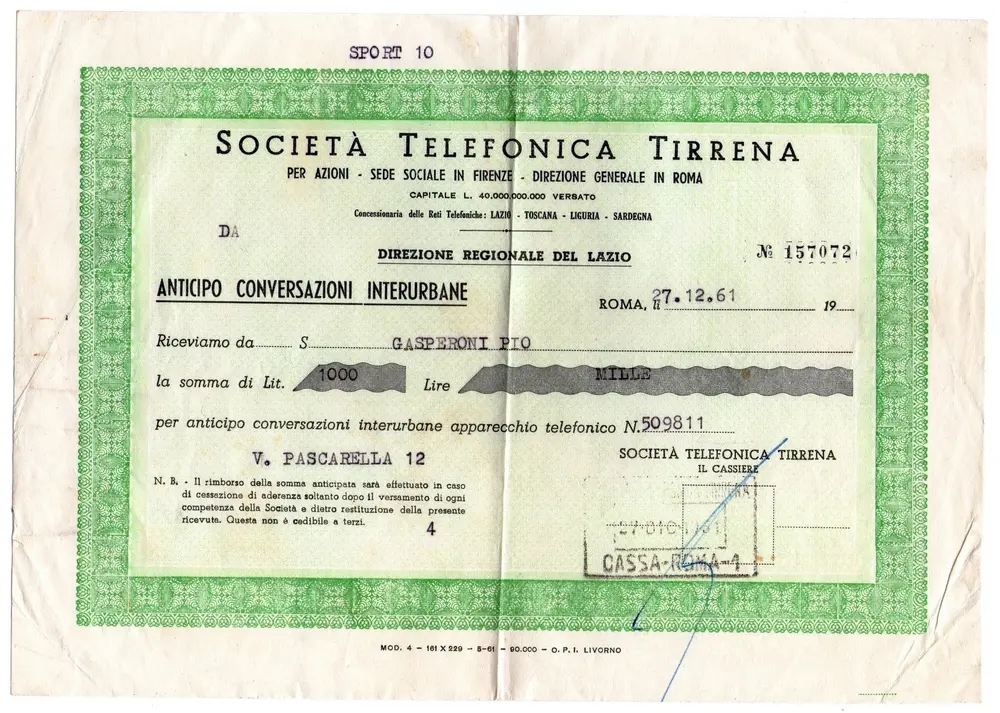 SPORT 10
SOCIETÀ TELEFONICA TIRRENA
PER AZIONI - SEDE SOCIALE IN FIRENZE - DIREZIONE GENERALE IN ROMA
CAPITALE L. 40.000.000.000 VERSATO
Concessionaria delle Reti Telefoniche: LAZIO - TOSCANA - LIGURIA - SARDEGNA
DA
DIREZIONE REGIONALE DEL LAZIO
№ 157072
ANTICIPO CONVERSAZIONI INTERURBANE
ROMA, li 27.12.61 19
Riceviamo da S GASPERONI PIO
la somma di Lit. 1000 Lire MILLE
per anticipo conversazioni interurbane apparecchio telefonico N. 509811
V. PASCARELLA 12
SOCIETÀ TELEFONICA TIRRENA
IL CASSIERE
N. B. - Il rimborso della somma anticipata sarà effettuato in caso
di cessazione di aderenza soltanto dopo il versamento di ogni
competenza della Società e dietro restituzione della presente
ricevuta. Questa non è cedibile a terzi.
4
CASSA-ROMA-1
MOD. 4 - 161 X 229 - 5-61 - 90.000 - O. P. I. LIVORNO